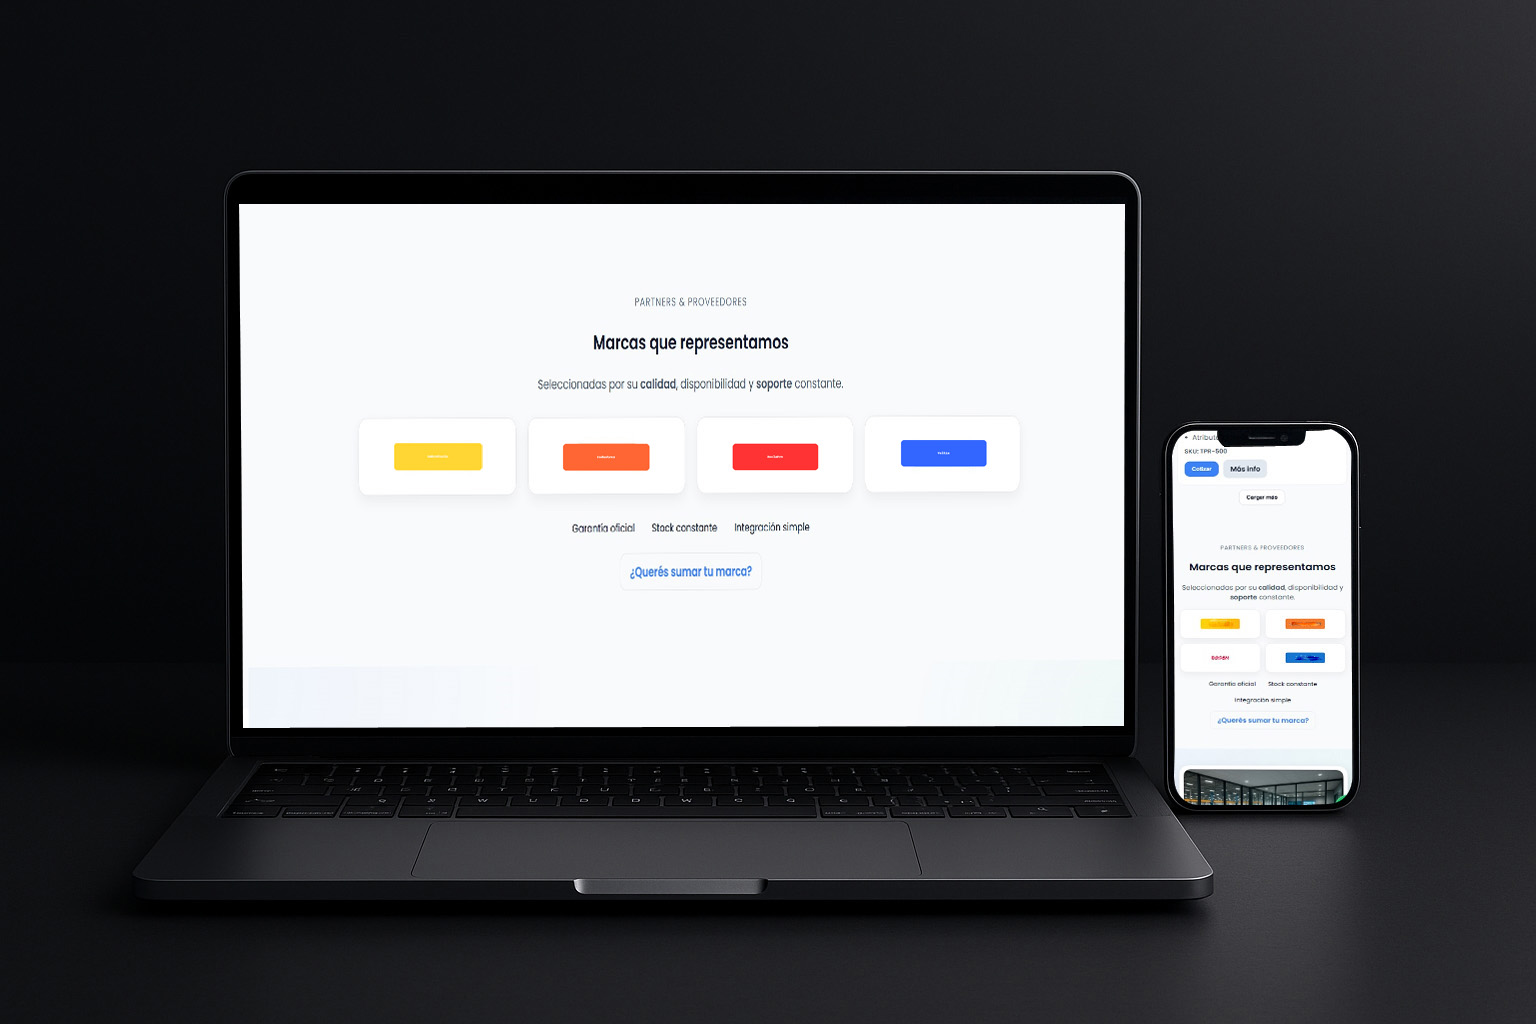 PARTNERS & PROVEEDORES
Marcas que representamos
Seleccionadas por su calidad, disponibilidad y soporte constante.
Garantía oficial Stock constante Integración simple
¿Querés sumar tu marca?
SKU: TPR-500
Cotizar Más info
Cargar más
PARTNERS & PROVEEDORES
Marcas que representamos
Seleccionadas por su calidad, disponibilidad y
soporte constante.
Garantía oficial Stock constante
Integración simple
¿Querés sumar tu marca?